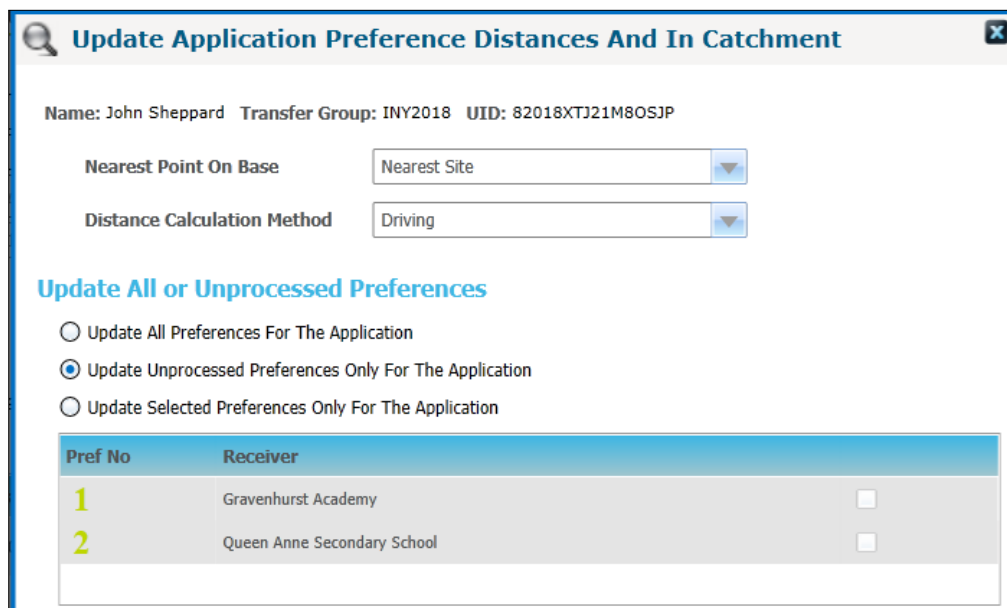 Update Application Preference Distances And In Catchment
Name: John Sheppard Transfer Group: INY2018 UID: 82018XTJ21M8OSJP
Nearest Point On Base Nearest Site
Distance Calculation Method Driving
Update All or Unprocessed Preferences
Update All Preferences For The Application
Update Unprocessed Preferences Only For The Application
Update Selected Preferences Only For The Application
Pref No Receiver
1 Gravenhurst Academy
2 Queen Anne Secondary School